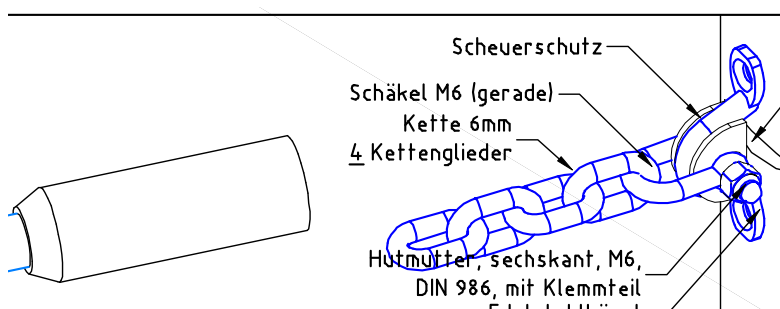 Scheuerschutz
Schäkel M6 (gerade)
Kette 6mm
4 Kettenglieder
Hutmutter, sechskant, M6,
DIN 986, mit Klemmteil